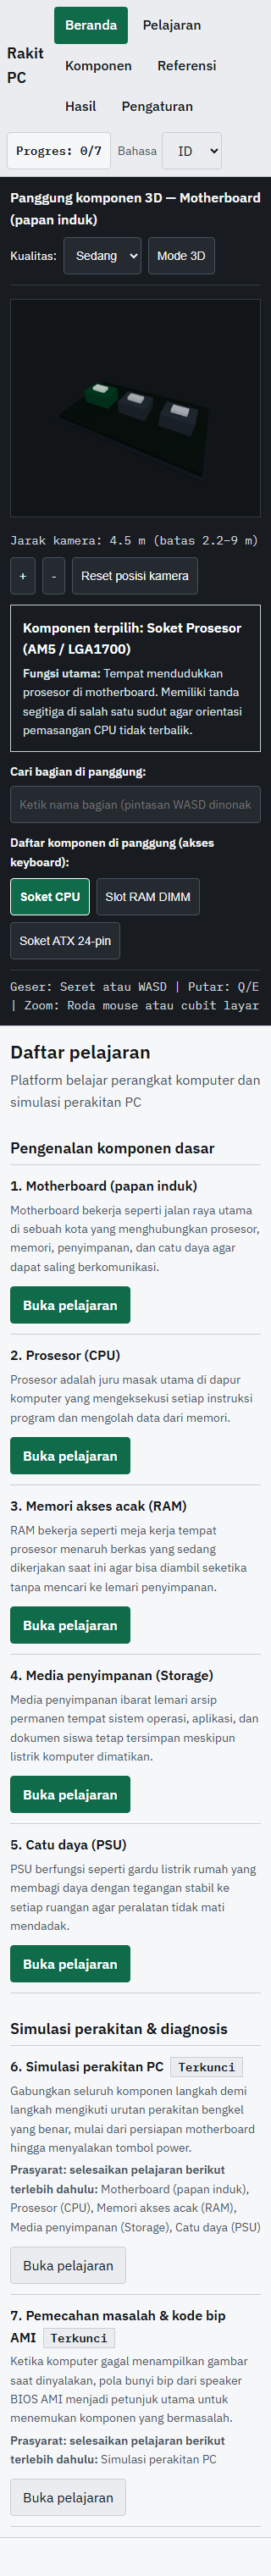 Rakit PC
Beranda
Pelajaran
Komponen
Referensi
Hasil
Pengaturan
Progres: 0/7
Bahasa
ID
Panggung komponen 3D — Motherboard
(papan induk)
Kualitas:
Sedang
Mode 3D
Jarak kamera: 4.5 m (batas 2.2–9 m)
+
-
Reset posisi kamera
Komponen terpilih: Soket Prosesor
(AM5 / LGA1700)
Fungsi utama: Tempat mendudukkan
prosesor di motherboard. Memiliki tanda
segitiga di salah satu sudut agar orientasi
pemasangan CPU tidak terbalik.
Cari bagian di panggung:
Ketik nama bagian (pintasan WASD dinonak
Daftar komponen di panggung (akses
keyboard):
Soket CPU
Slot RAM DIMM
Soket ATX 24-pin
Geser: Seret atau WASD | Putar: Q/E
| Zoom: Roda mouse atau cubit layar
Daftar pelajaran
Platform belajar perangkat komputer dan
simulasi perakitan PC
Pengenalan komponen dasar
1. Motherboard (papan induk)
Motherboard bekerja seperti jalan raya utama
di sebuah kota yang menghubungkan prosesor,
memori, penyimpanan, dan catu daya agar
dapat saling berkomunikasi.
Buka pelajaran
2. Prosesor (CPU)
Prosesor adalah juru masak utama di dapur
komputer yang mengeksekusi setiap instruksi
program dan mengolah data dari memori.
Buka pelajaran
3. Memori akses acak (RAM)
RAM bekerja seperti meja kerja tempat
prosesor menaruh berkas yang sedang
dikerjakan saat ini agar bisa diambil seketika
tanpa mencari ke lemari penyimpanan.
Buka pelajaran
4. Media penyimpanan (Storage)
Media penyimpanan ibarat lemari arsip
permanen tempat sistem operasi, aplikasi, dan
dokumen siswa tetap tersimpan meskipun
listrik komputer dimatikan.
Buka pelajaran
5. Catu daya (PSU)
PSU berfungsi seperti gardu listrik rumah yang
membagi daya dengan tegangan stabil ke
setiap ruangan agar peralatan tidak mati
mendadak.
Buka pelajaran
Simulasi perakitan & diagnosis
6. Simulasi perakitan PC Terkunci
Gabungkan seluruh komponen langkah demi
langkah mengikuti urutan perakitan bengkel
yang benar, mulai dari persiapan motherboard
hingga menyalakan tombol power.
Prasyarat: selesaikan pelajaran berikut
terlebih dahulu: Motherboard (papan induk),
Prosesor (CPU), Memori akses acak (RAM),
Media penyimpanan (Storage), Catu daya (PSU)
Buka pelajaran
7. Pemecahan masalah & kode bip
AMI Terkunci
Ketika komputer gagal menampilkan gambar
saat dinyalakan, pola bunyi bip dari speaker
BIOS AMI menjadi petunjuk utama untuk
menemukan komponen yang bermasalah.
Prasyarat: selesaikan pelajaran berikut
terlebih dahulu: Simulasi perakitan PC
Buka pelajaran